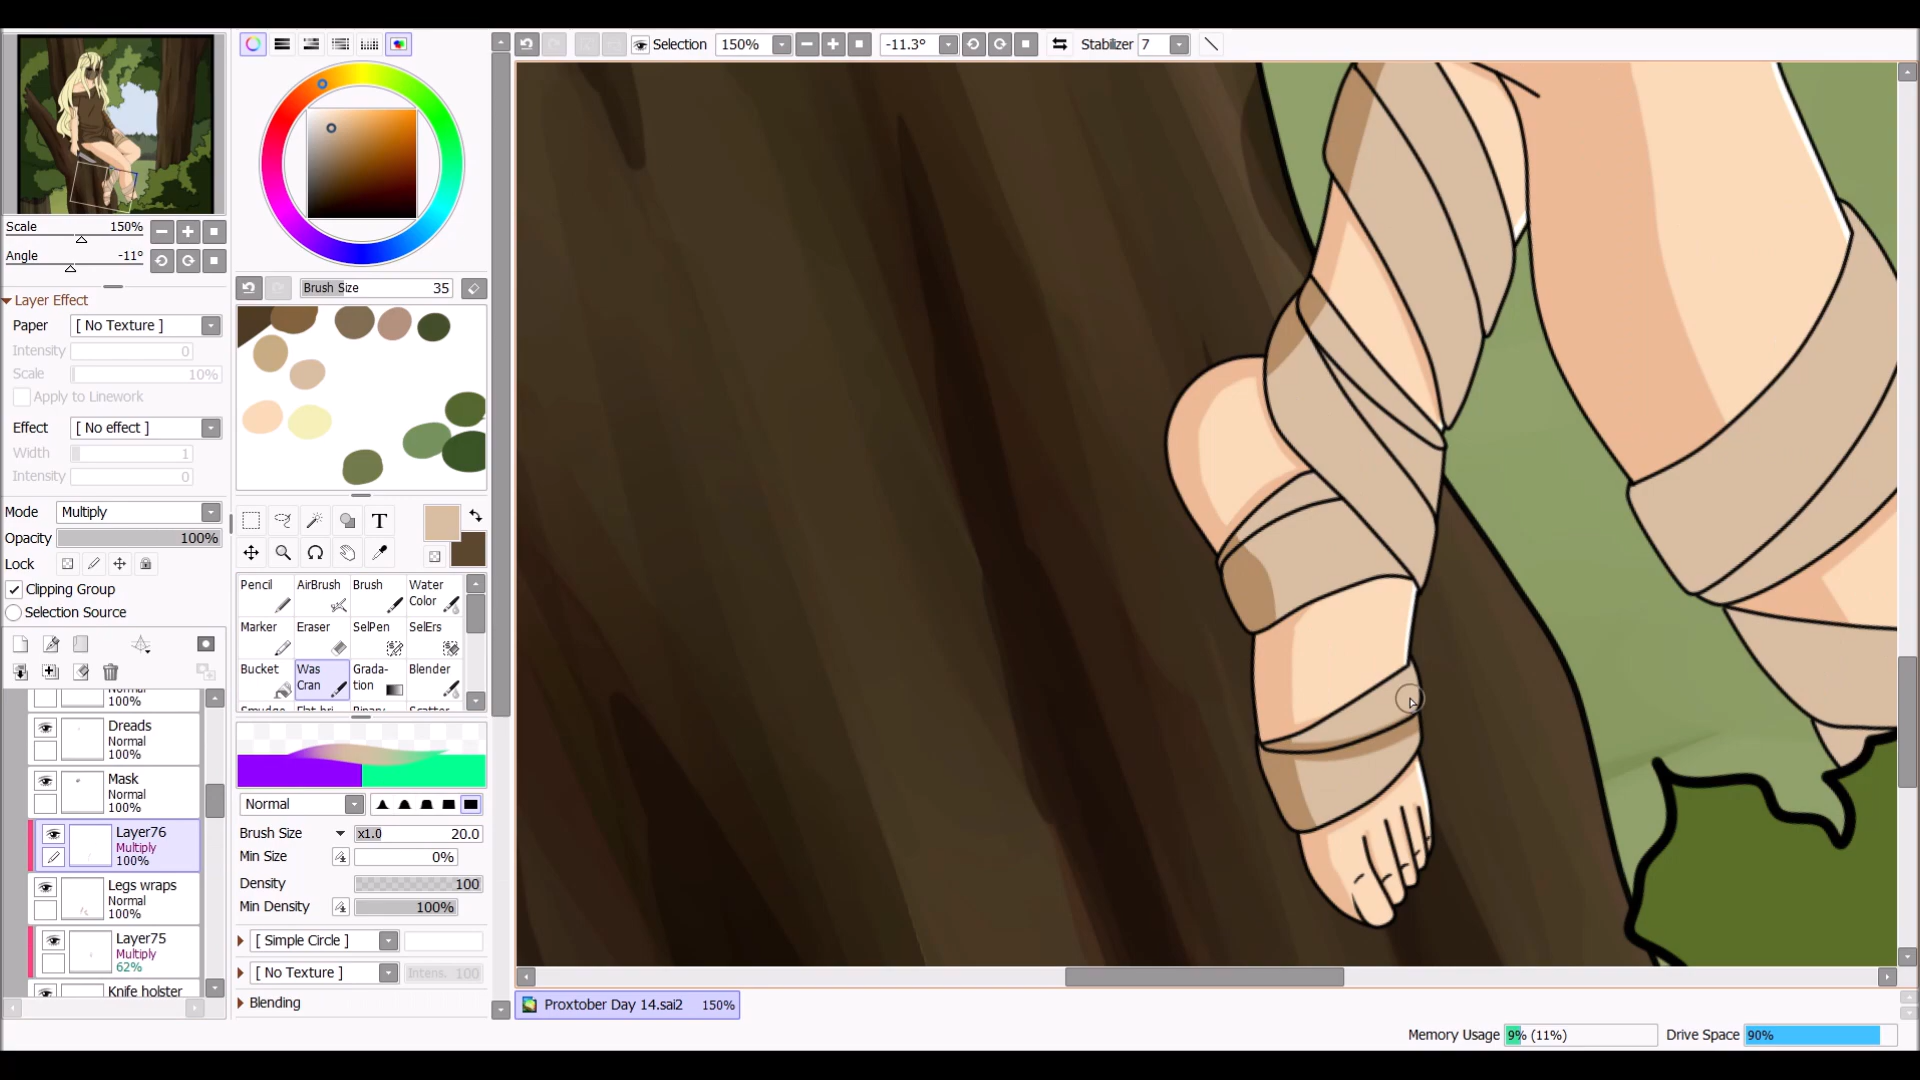 Selection
150%
-11.3°
Stabilizer
7
Scale
150%
Angle
-11°
Layer Effect
Paper
[ No Texture ]
Intensity
0
Scale
10%
Apply to Linework
Effect
[ No effect ]
Width
1
Intensity
0
Mode
Multiply
Opacity
100%
Lock
Clipping Group
Selection Source
100%
Dreads
Normal
100%
Mask
Normal
100%
Layer76
Multiply
100%
Legs wraps
Normal
100%
Layer75
Multiply
62%
Knife holster
Brush Size
35
T
Pencil
AirBrush
Brush
Water
Color
Marker
Eraser
SelPen
SelErs
Bucket
Was
Cran
Grada-
tion
Blender
Normal
Brush Size
x1.0
20.0
Min Size
0%
Density
100
Min Density
100%
[ Simple Circle ]
[ No Texture ]
Intens. 100
Blending
Proxtober Day 14.sai2
150%
Memory Usage
9% (11%)
Drive Space
90%